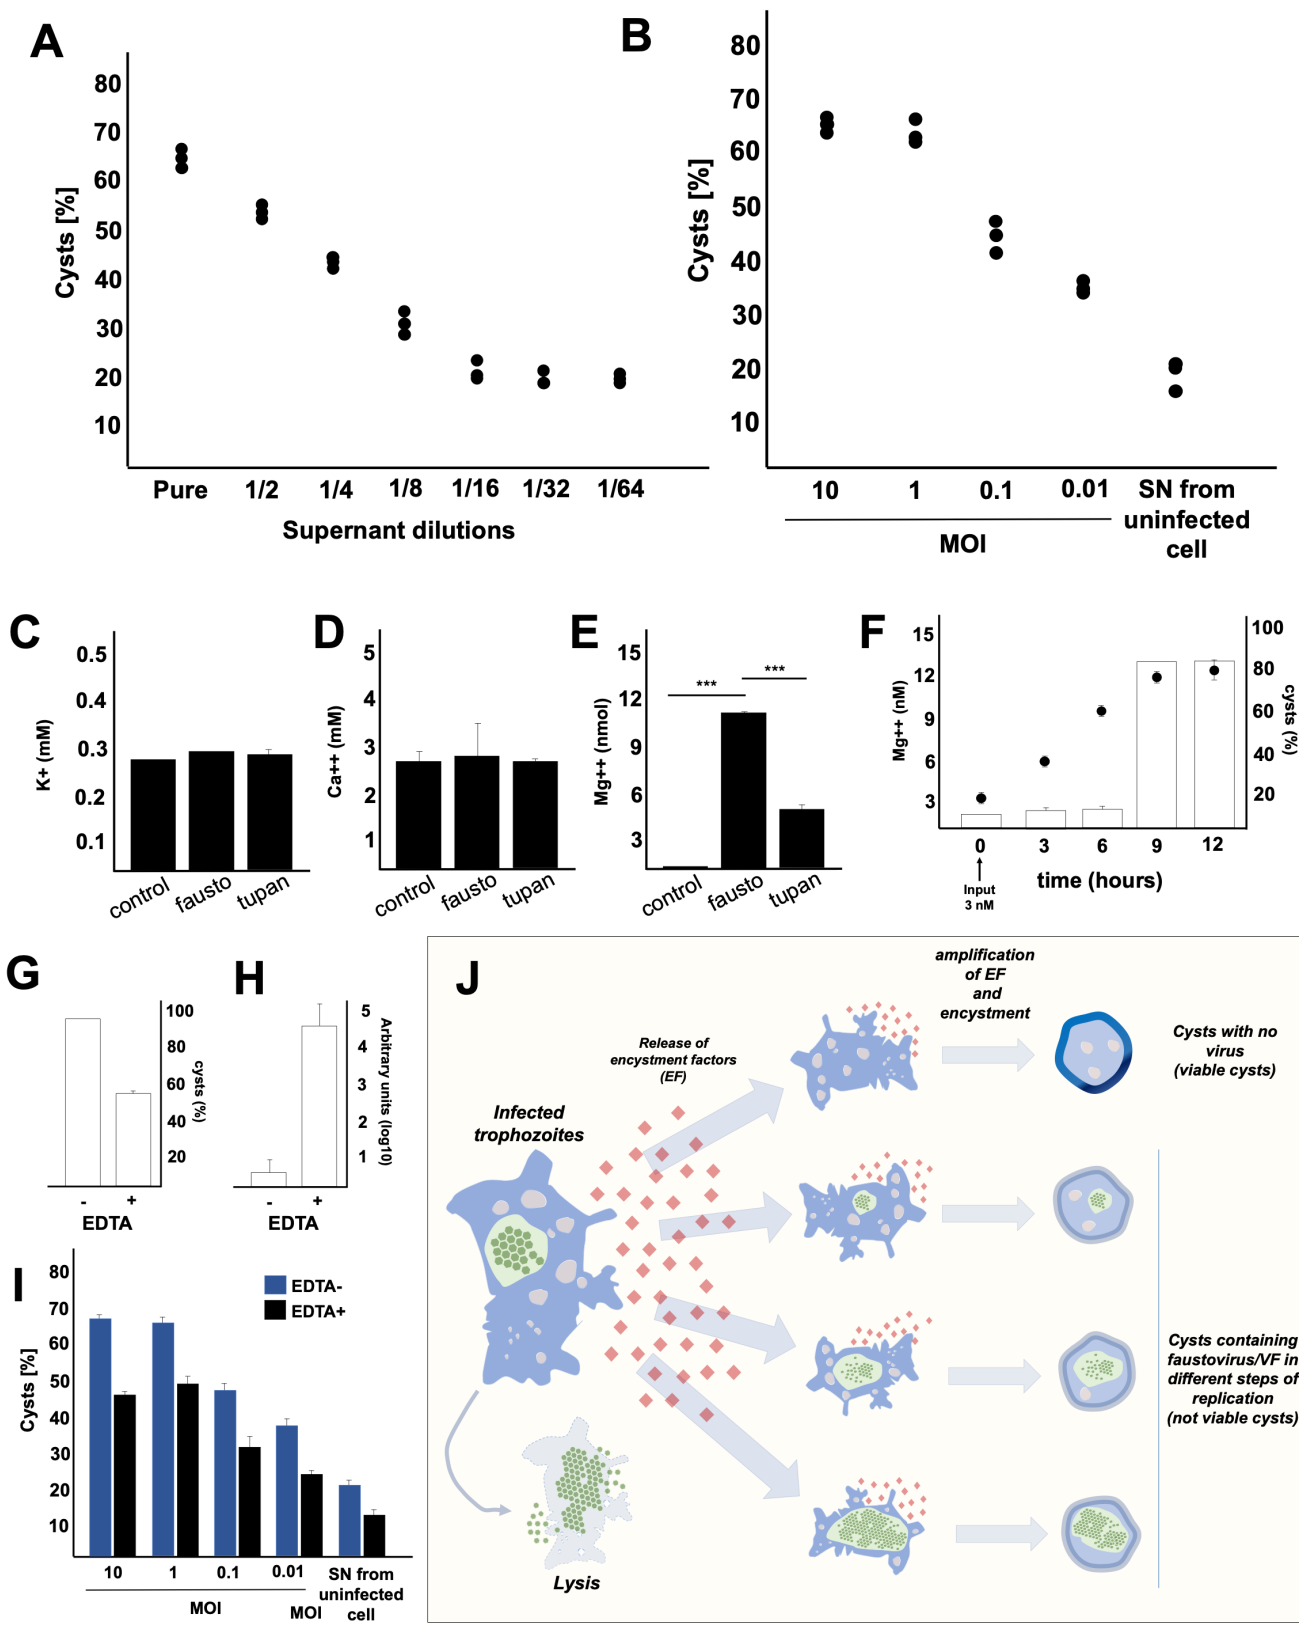 A
80
70
60
50
40
30
20
10
Cysts [%]
Pure 1/2 1/4 1/8 1/16 1/32 1/64
Supernant dilutions
B
80
70
60
50
40
30
20
10
Cysts [%]
10 1 0.1 0.01 SN from
uninfected
cell
MOI
C
0.5
0.4
0.3
0.2
0.1
K+ (mM)
control fausto tupan
D
5
4
3
2
1
Ca++ (mM)
control fausto tupan
E
15
12
9
6
3
Mg++ (nmol)
*** ***
control fausto tupan
F
15
12
9
6
3
Mg++ (nM)
100
80
60
40
20
cysts (%)
0 3 6 9 12
Input
3 nM
time (hours)
G
100
80
60
40
20
cysts (%)
- +
EDTA
H
5
4
3
2
1
Arbitrary units (log10)
- +
EDTA
I
80
70
60
50
40
30
20
10
Cysts [%]
EDTA-
EDTA+
10 1 0.1 0.01 SN from
uninfected
cell
MOI MOI
J
Infected
trophozoites
Release of
encystment factors
(EF)
amplification
of EF
and
encystment
Cysts with no
virus
(viable cysts)
Cysts containing
faustovirus/VF in
different steps of
replication
(not viable cysts)
Lysis